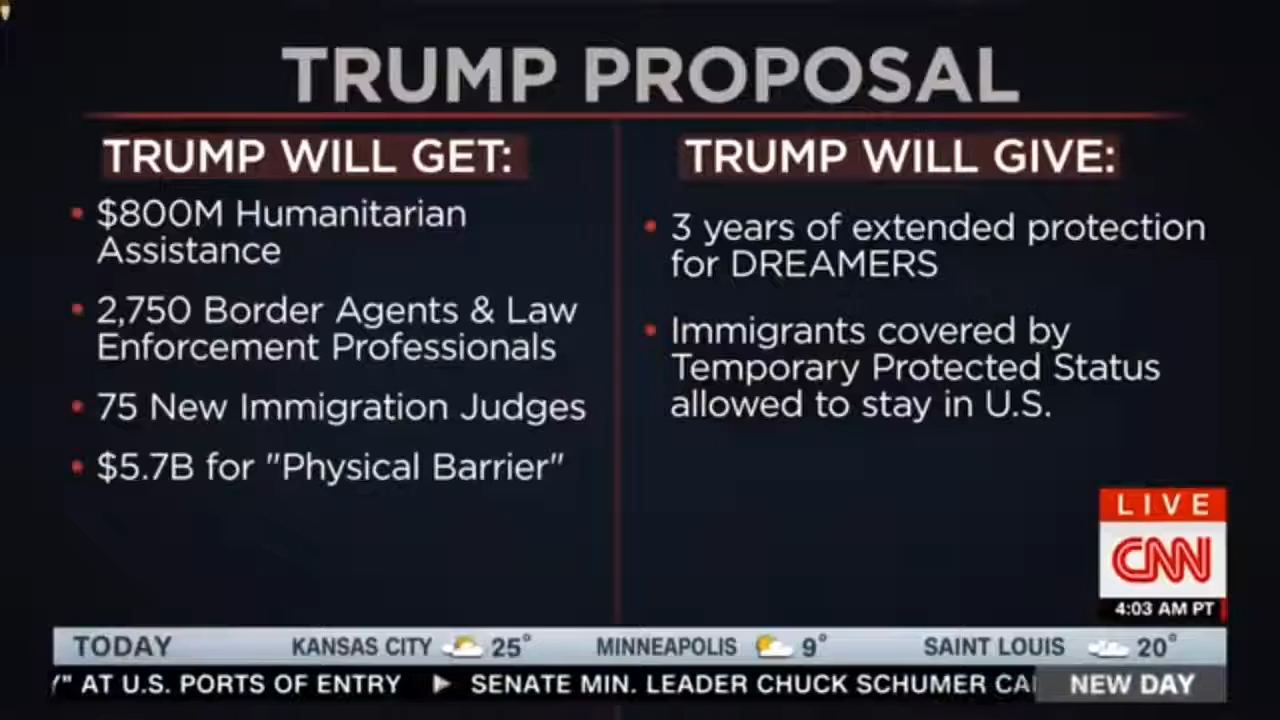 TRUMP PROPOSAL
TRUMP WILL GET:
• $800M Humanitarian
Assistance
• 2,750 Border Agents & Law
Enforcement Professionals
• 75 New Immigration Judges
• $5.7B for "Physical Barrier"
TRUMP WILL GIVE:
• 3 years of extended protection
for DREAMERS
• Immigrants covered by
Temporary Protected Status
allowed to stay in U.S.
LIVE
CNN
4:03 AM PT
TODAY KANSAS CITY 25° MINNEAPOLIS 9° SAINT LOUIS 20°
" AT U.S. PORTS OF ENTRY ▶ SENATE MIN. LEADER CHUCK SCHUMER
NEW DAY